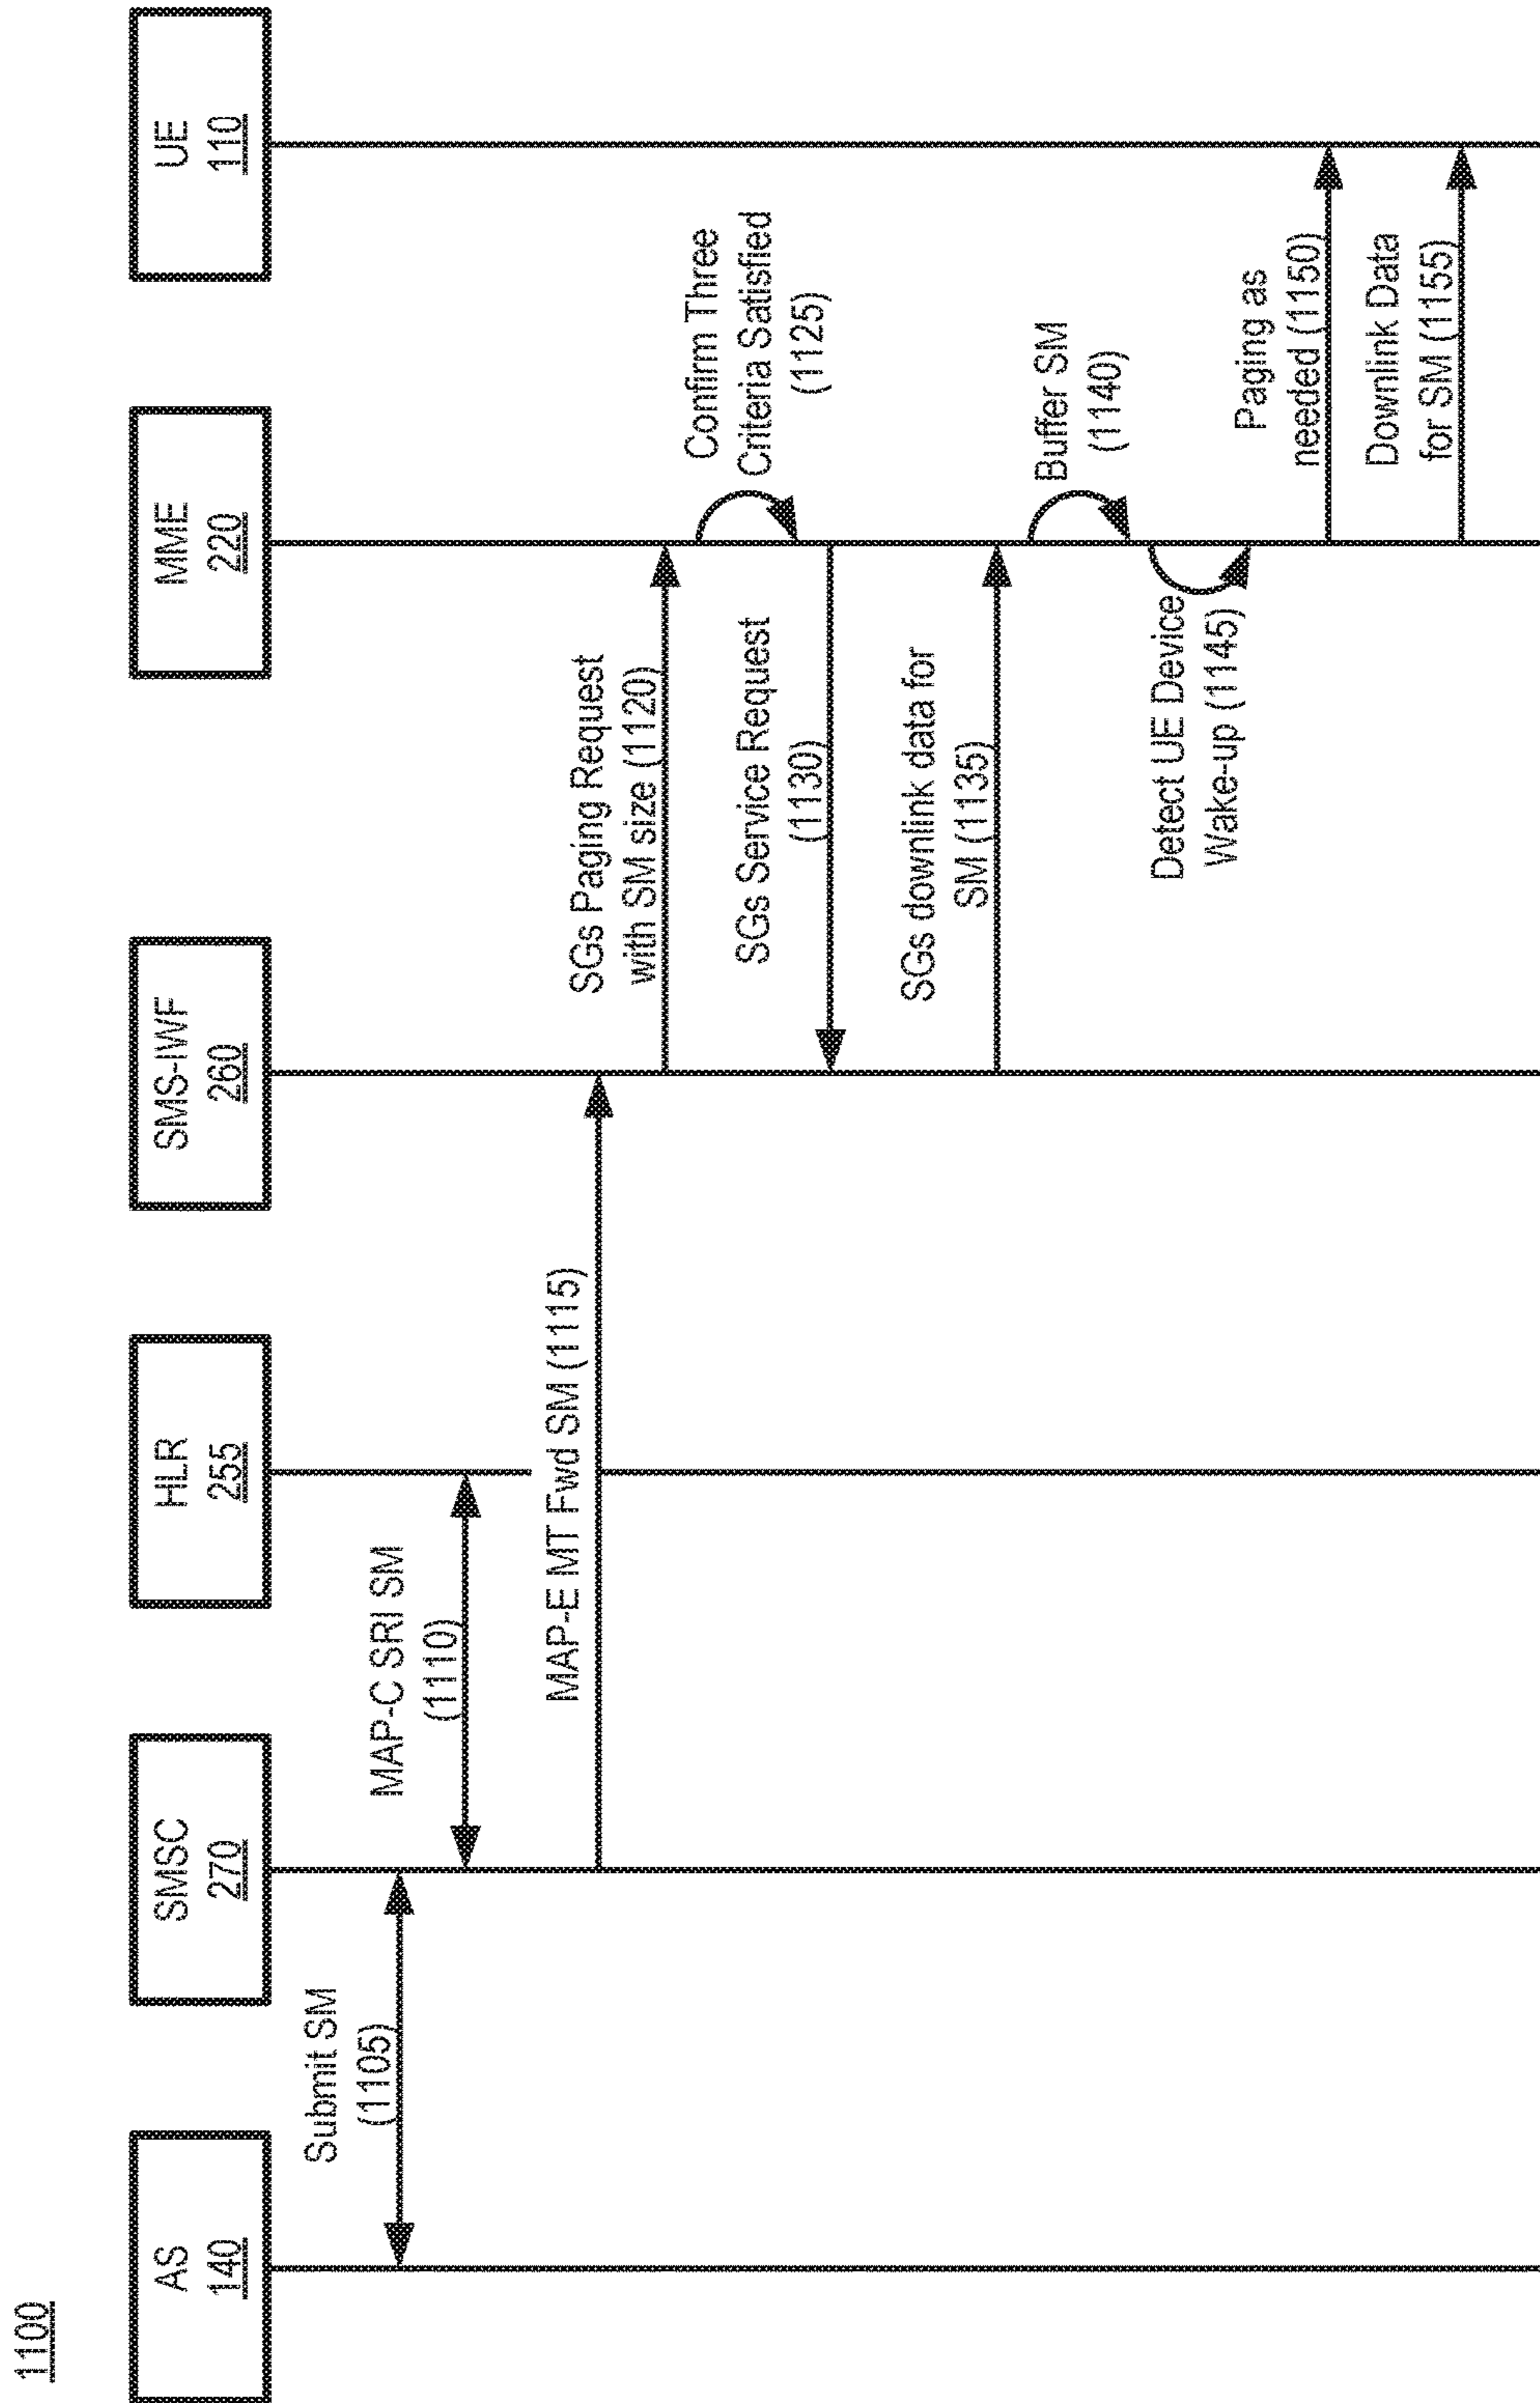 1100
AS
140
SMSC
270
HLR
255
SMS-IWF
260
MME
220
UE
110
Submit SM
(1105)
MAP-C SRI SM
(1110)
MAP-E MT Fwd SM (1115)
SGs Paging Request
with SM size (1120)
Confirm Three
Criteria Satisfied
(1125)
SGs Service Request
(1130)
SGs downlink data for
SM (1135)
Buffer SM
(1140)
Detect UE Device
Wake-up (1145)
Paging as
needed (1150)
Downlink Data
for SM (1155)